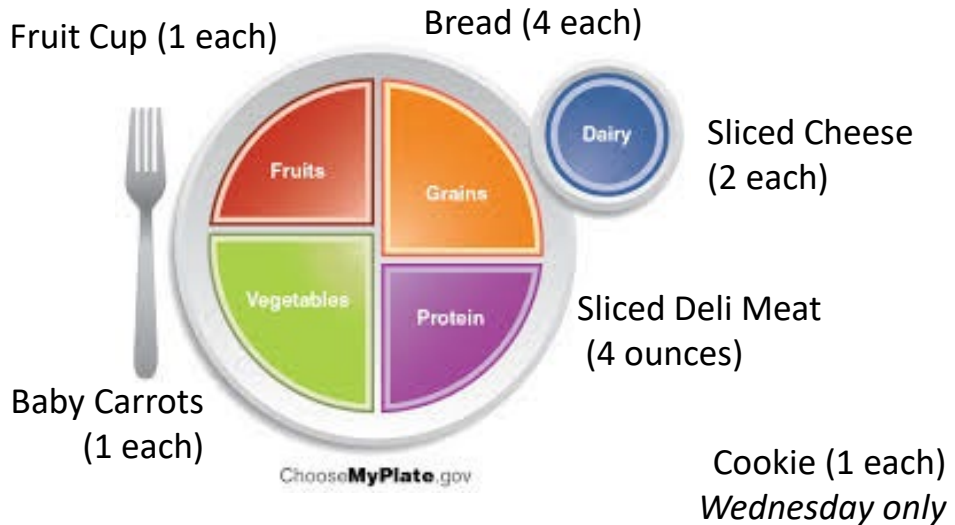 Fruit Cup (1 each)
Bread (4 each)
Dairy
Sliced Cheese
(2 each)
Fruits
Grains
Vegetables
Protein
Sliced Deli Meat
(4 ounces)
Baby Carrots
(1 each)
ChooseMyPlate.gov
Cookie (1 each)
Wednesday only